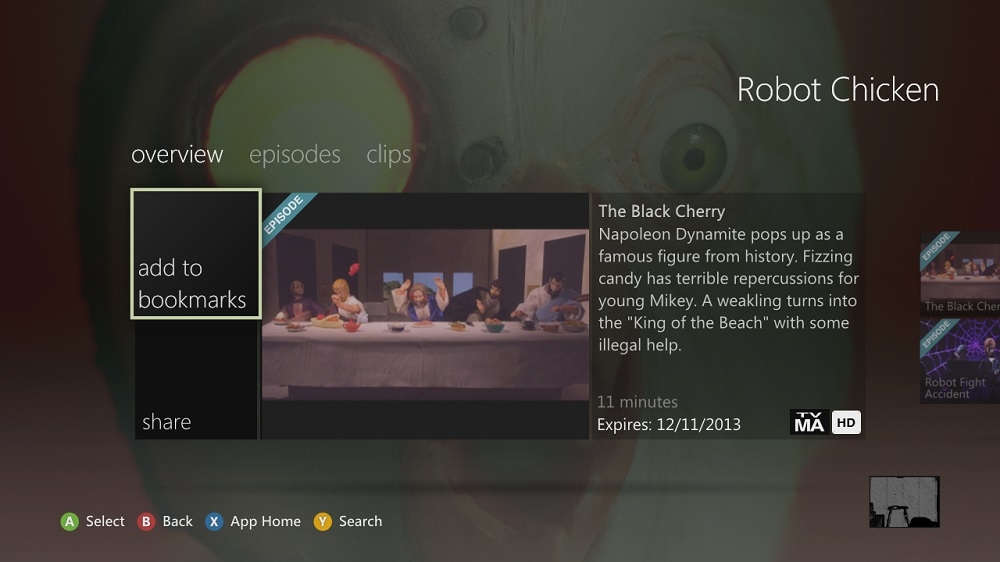 Robot Chicken
overview episodes clips
add to
bookmarks
share
EPISODE
The Black Cherry
Napoleon Dynamite pops up as a
famous figure from history. Fizzing
candy has terrible repercussions for
young Mikey. A weakling turns into
the "King of the Beach" with some
illegal help.
11 minutes
Expires: 12/11/2013
TV
MA
HD
EPISODE
The Black Cher
EPISODE
Robot Fight
Accident
A Select B Back X App Home Y Search